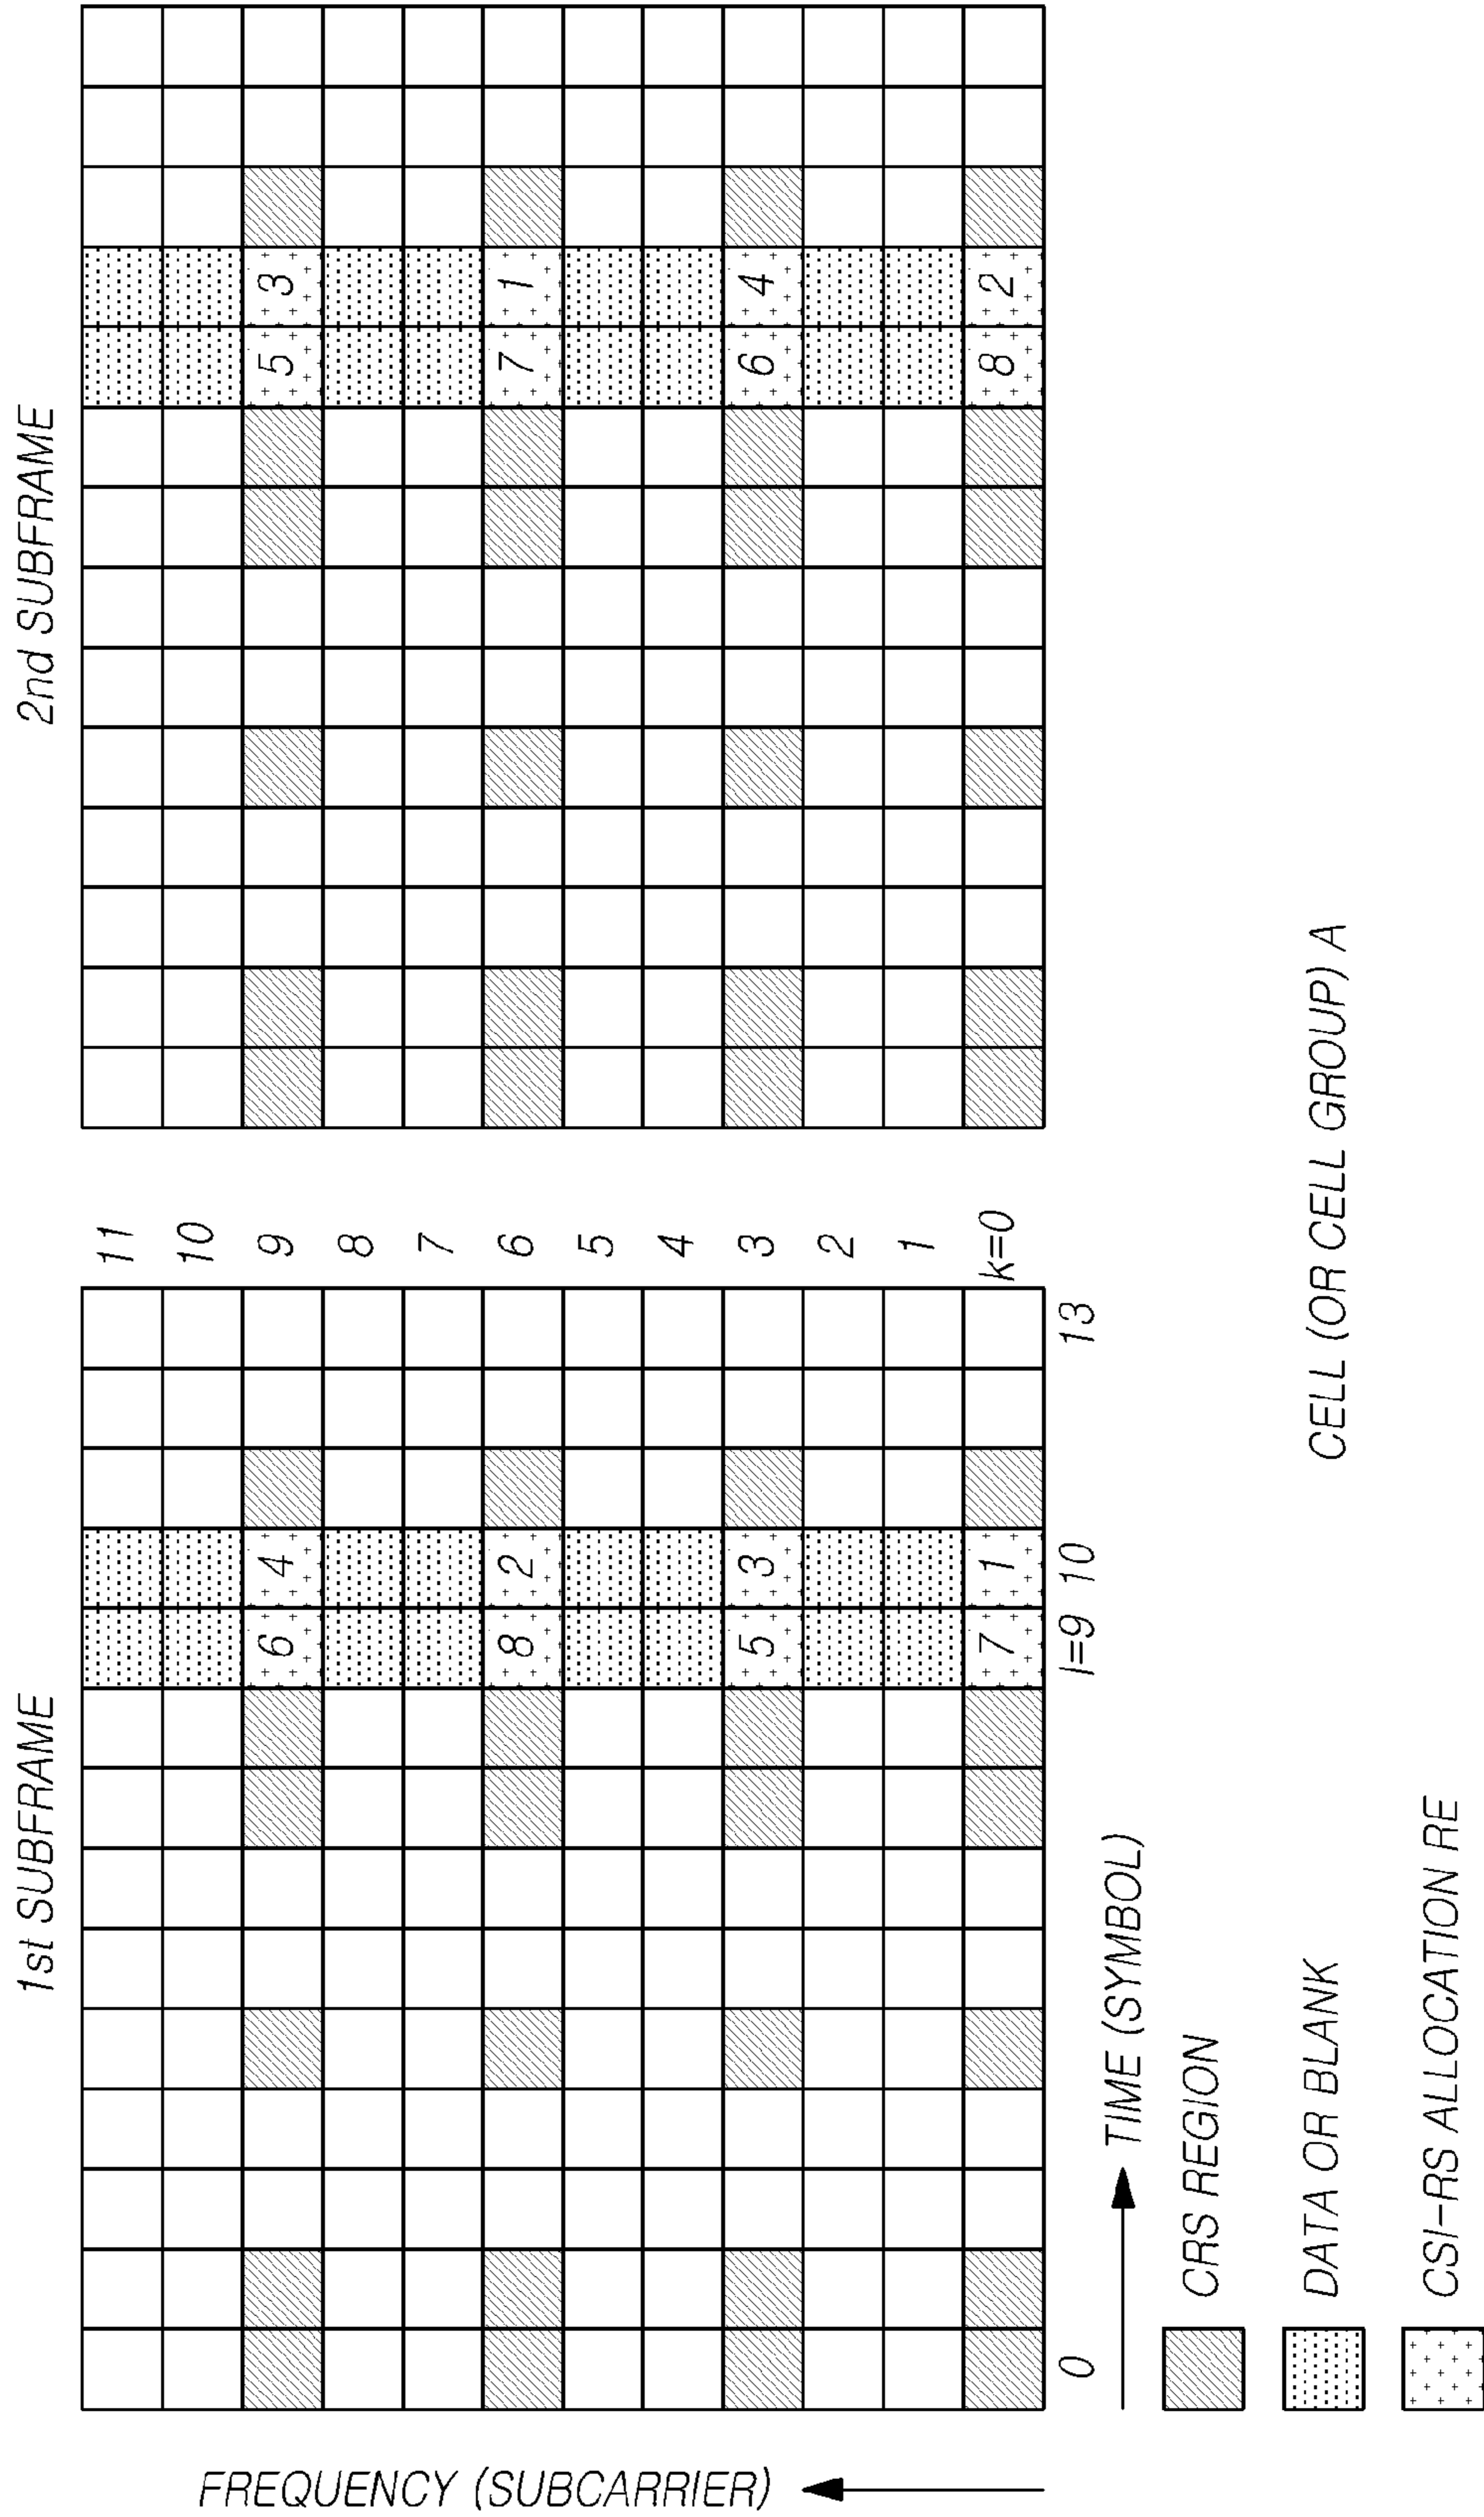 1st SUBFRAME 2nd SUBFRAME
11
10
6 4 9 5 3
8
7
8 2 6 7 1
5
4
5 3 3 6 4
2
1
7 1 k=0 8 2
0 l=9 10 13
FREQUENCY (SUBCARRIER)
TIME (SYMBOL)
CRS REGION
DATA OR BLANK
CELL (OR CELL GROUP) A
CSI-RS ALLOCATION RE